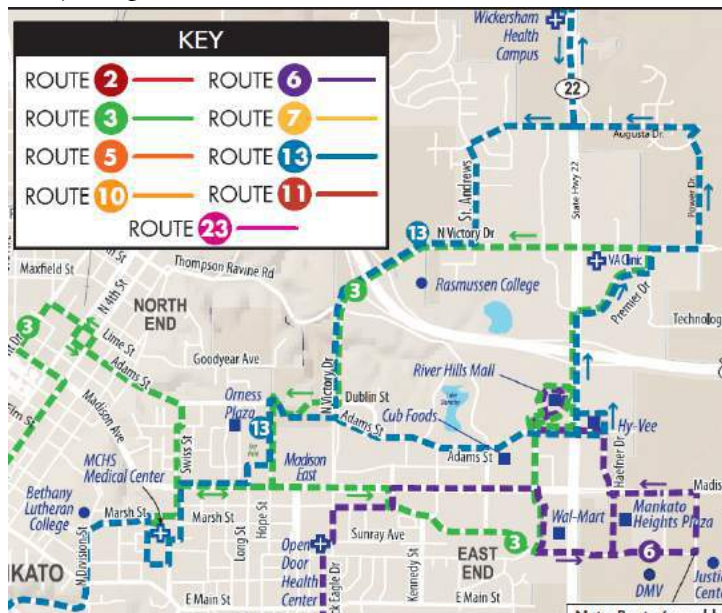 KEY
ROUTE 2
ROUTE 6
ROUTE 3
ROUTE 7
ROUTE 5
ROUTE 13
ROUTE 10
ROUTE 11
ROUTE 23
Wickersham
Health
Campus
22
Augusta Dr.
St. Andrews
State Hwy 22
Power Dr.
13
N Victory Dr
VA Clinic
Rasmussen College
Premier Dr.
Technolog
Maxfield St
N 4th St
Thompson Ravine Rd
NORTH
END
3
3
Lime St
Adams St
Goodyear Ave
N Victory Dr
River Hills Mall
Madison Ave
Orness
Plaza
Dublin St
Adams St
Cub Foods
Hy-Vee
13
Swiss St
MCHS
Medical Center
Madison
East
Adams St
Haefner Dr
Madis
Bethany
Lutheran
College
Marsh St
Marsh St
Long St
Hope St
Sunray Ave
Wal-Mart
Mankato
Heights Plaza
N Division St
KATO
Open
Door
Health
Center
Kennedy St
EAST
END
3
6
E Main St
E Main St
DMV
Justi
Cent